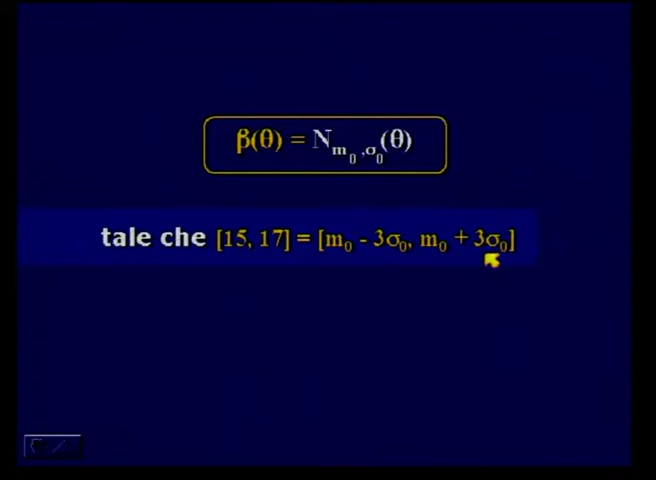 β(θ) = N_{m_0, σ_0}(θ)
tale che [15, 17] = [m_0 - 3σ_0, m_0 + 3σ_0]